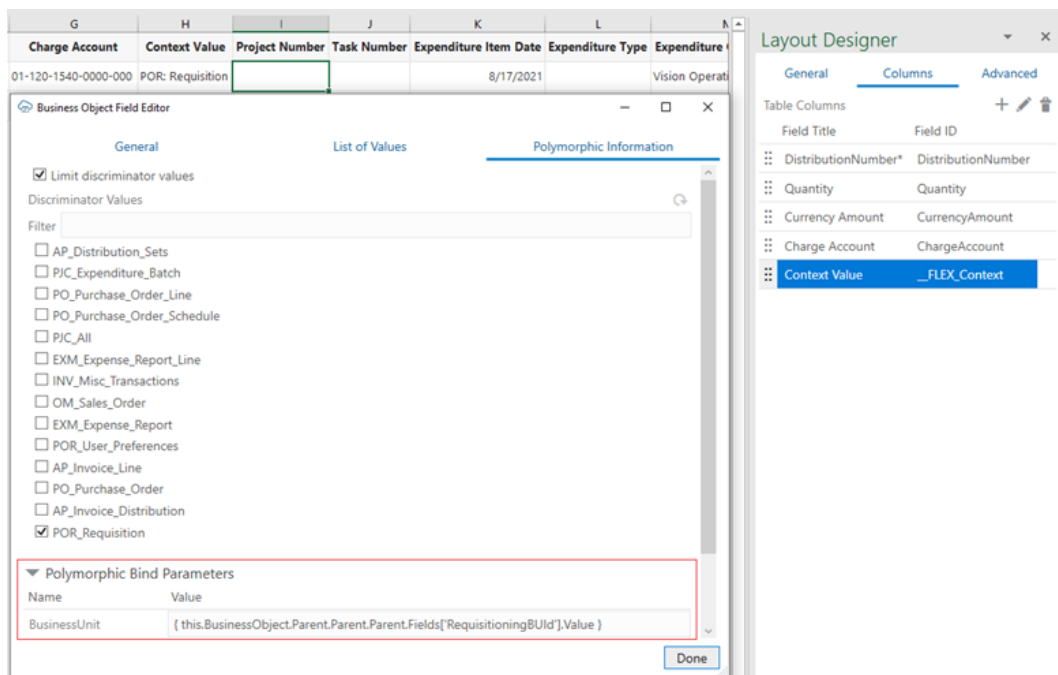 G H I J K L N
Charge Account Context Value Project Number Task Number Expenditure Item Date Expenditure Type Expenditure
01-120-1540-0000-000 POR: Requisition 8/17/2021 Vision Operati
Business Object Field Editor
General List of Values Polymorphic Information
Limit discriminator values
Discriminator Values
Filter
AP_Distribution_Sets
PJC_Expenditure_Batch
PO_Purchase_Order_Line
PO_Purchase_Order_Schedule
PJC_All
EXM_Expense_Report_Line
INV_Misc_Transactions
OM_Sales_Order
EXM_Expense_Report
POR_User_Preferences
AP_Invoice_Line
PO_Purchase_Order
AP_Invoice_Distribution
POR_Requisition
Polymorphic Bind Parameters
Name Value
BusinessUnit { this.BusinessObject.Parent.Parent.Parent.Fields['RequisitioningBUId'].Value }
Done
Layout Designer
General Columns Advanced
Table Columns
Field Title Field ID
DistributionNumber* DistributionNumber
Quantity Quantity
Currency Amount CurrencyAmount
Charge Account ChargeAccount
Context Value __FLEX_Context